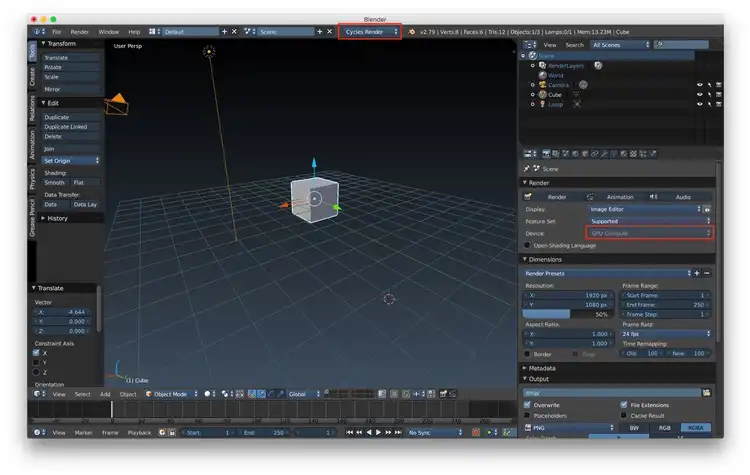 Blender
File Render Window Help Default Scene Cycles Render v2.79 | Verts:8 | Faces:6 | Tris:12 | Objects:1/3 | Lamps:0/1 | Mem:13.23M | Cube
Tools
Create
Relations
Animation
Physics
Grease Pencil
Transform
Translate
Rotate
Scale
Mirror
Edit
Duplicate
Duplicate Linked
Delete
Join
Set Origin
Shading:
Smooth Flat
Data Transfer:
Data Data Lay
History
Translate
Vector
X: -4.644
Y: 0.000
Z: 0.000
Constraint Axis
X
Y
Z
Orientation
User Persp
(1) Cube
View Select Add Object Object Mode Global
View Marker Frame Playback Start: 1 End: 250 1 No Sync
View Search All Scenes
Scene
RenderLayers
World
Camera
Cube
Lamp
Scene
Render
Render Animation Audio
Display: Image Editor
Feature Set: Supported
Device: GPU Compute
Open Shading Language
Dimensions
Render Presets
Resolution: Frame Range:
X: 1920 px Start Frame: 1
Y: 1080 px End Frame: 250
50% Frame Step: 1
Aspect Ratio: Frame Rate:
X: 1.000 24 fps
Y: 1.000 Time Remapping:
Border Crop Old: 100 New: 100
Metadata
Output
/tmp/
Overwrite File Extensions
Placeholders Cache Result
PNG BW RGB RGBA